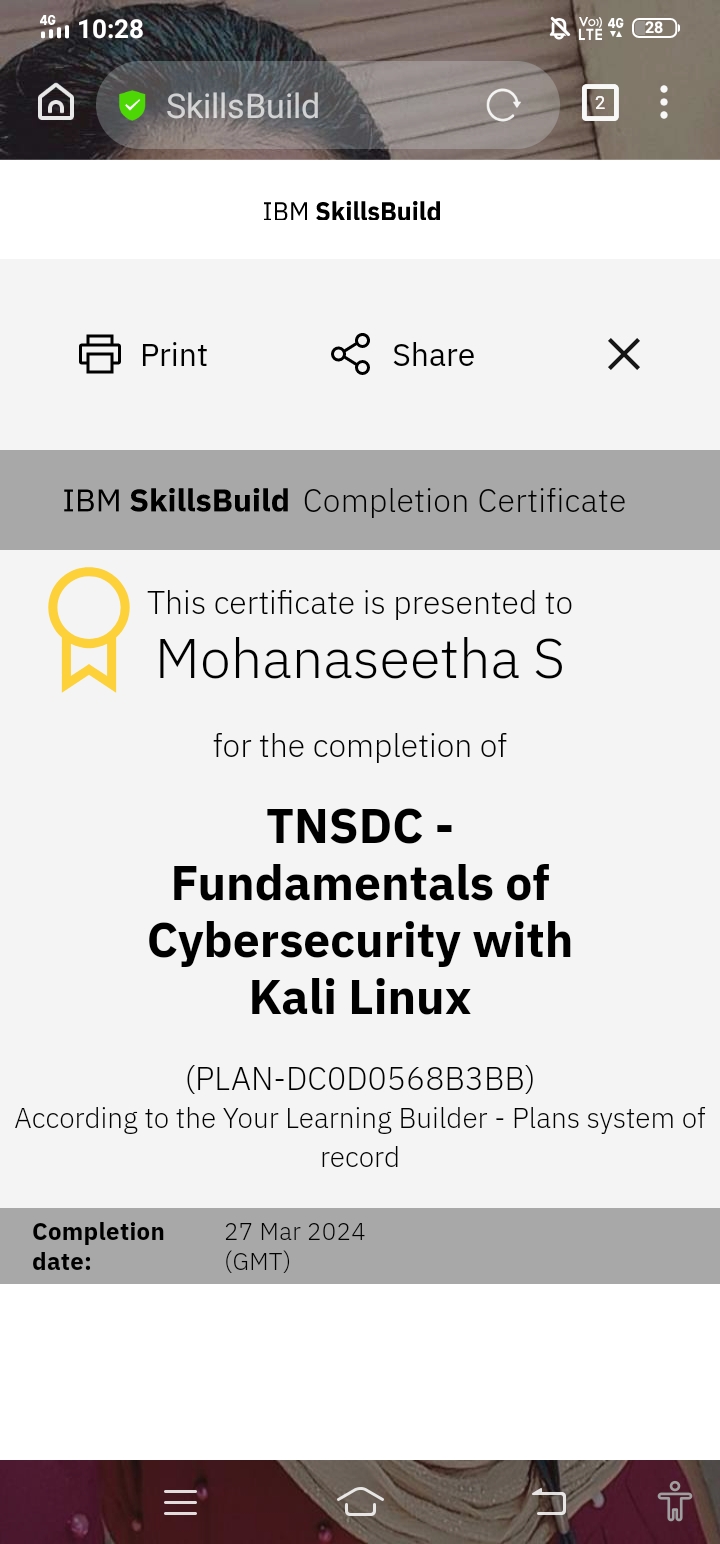 4G 10:28 Vo)) LTE 4G 28
SkillsBuild 2
IBM SkillsBuild
Print Share
IBM SkillsBuild Completion Certificate
This certificate is presented to
Mohanaseetha S
for the completion of
TNSDC -
Fundamentals of
Cybersecurity with
Kali Linux
(PLAN-DC0D0568B3BB)
According to the Your Learning Builder - Plans system of
record
Completion 27 Mar 2024
date: (GMT)